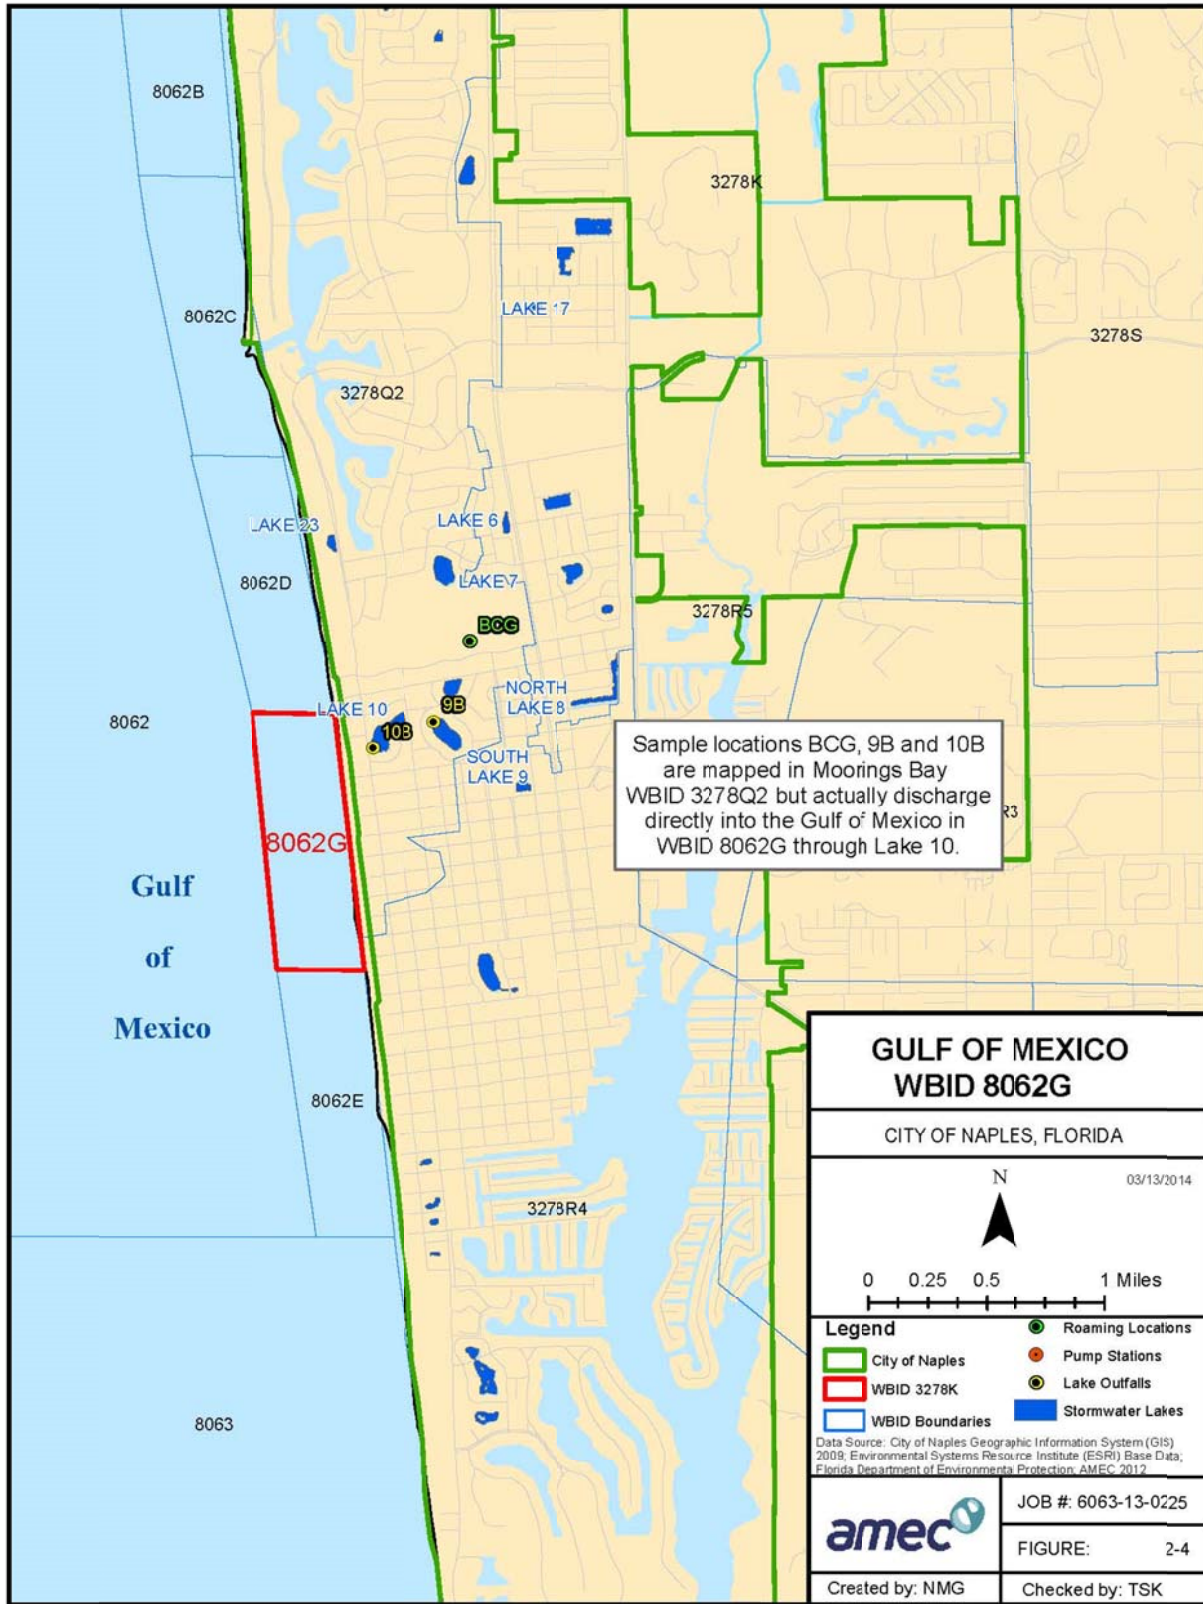 8062B
3278K
8062C
LAKE 17
3278S
3278Q2
LAKE 23
LAKE 6
8062D
LAKE 7
3278R5
BCG
8062
LAKE 10
9B
NORTH
LAKE 8
10B
SOUTH
LAKE 9
Sample locations BCG, 9B and 10B
are mapped in Moorings Bay
WBID 3278Q2 but actually discharge
directly into the Gulf of Mexico in
WBID 8062G through Lake 10.
R3
8062G
Gulf
of
Mexico
8062E
3278R4
8063
GULF OF MEXICO
WBID 8062G
CITY OF NAPLES, FLORIDA
N
03/13/2014
0 0.25 0.5 1 Miles
Legend
City of Naples
WBID 3278K
WBID Boundaries
Roaming Locations
Pump Stations
Lake Outfalls
Stormwater Lakes
Data Source: City of Naples Geographic Information System (GIS)
2009; Environmental Systems Resource Institute (ESRI) Base Data;
Florida Department of Environmental Protection; AMEC 2012
amec
JOB #: 6063-13-0225
FIGURE: 2-4
Created by: NMG
Checked by: TSK